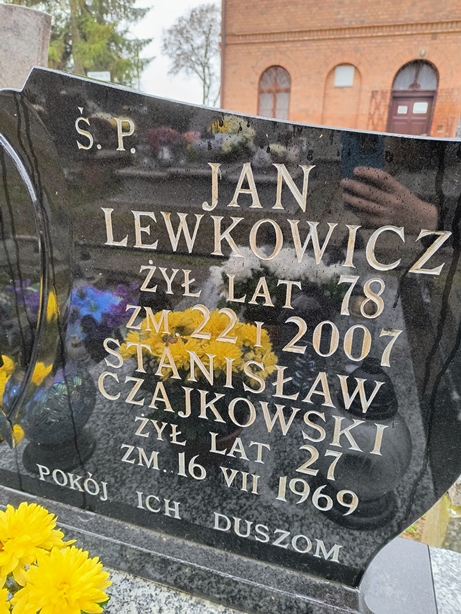 Ś. P.
JAN
LEWKOWICZ
ŻYŁ LAT 78
ZM 22 I 2007
STANISŁAW
CZAJKOWSKI
ŻYŁ LAT 27
ZM. 16 VII 1969
POKÓJ ICH DUSZOM